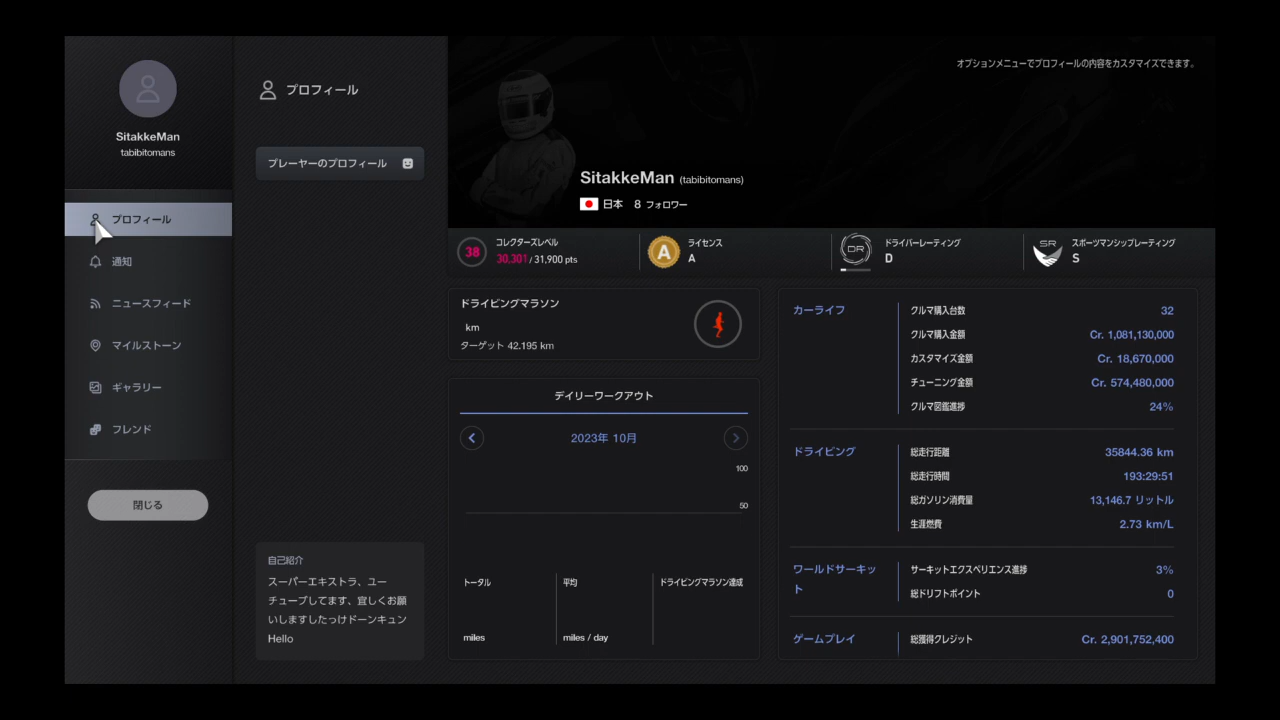 SitakkeMan
tabibitomans
プロフィール
通知
ニュースフィード
マイルストーン
ギャラリー
フレンド
閉じる
プロフィール
プレーヤーのプロフィール
自己紹介
スーパーエキストラ、ユー
チューブしてます、宜しくお願
いしますしたっけドーンキュン
Hello
オプションメニューでプロフィールの内容をカスタマイズできます。
SitakkeMan (tabibitomans)
日本 8 フォロワー
38 コレクターズレベル
30,301 / 31,900 pts
A ライセンス
A
DR ドライバーレーティング
D
SR スポーツマンシップレーティング
S
ドライビングマラソン
km
ターゲット 42.195 km
デイリーワークアウト
2023年 10月
100
50
トータル 平均 ドライビングマラソン達成
miles miles / day
カーライフ クルマ購入台数 32
クルマ購入金額 Cr. 1,081,130,000
カスタマイズ金額 Cr. 18,670,000
チューニング金額 Cr. 574,480,000
クルマ図鑑進捗 24%
ドライビング 総走行距離 35844.36 km
総走行時間 193:29:51
総ガソリン消費量 13,146.7 リットル
生涯燃費 2.73 km/L
ワールドサーキッ サーキットエクスペリエンス進捗 3%
ト 総ドリフトポイント 0
ゲームプレイ 総獲得クレジット Cr. 2,901,752,400